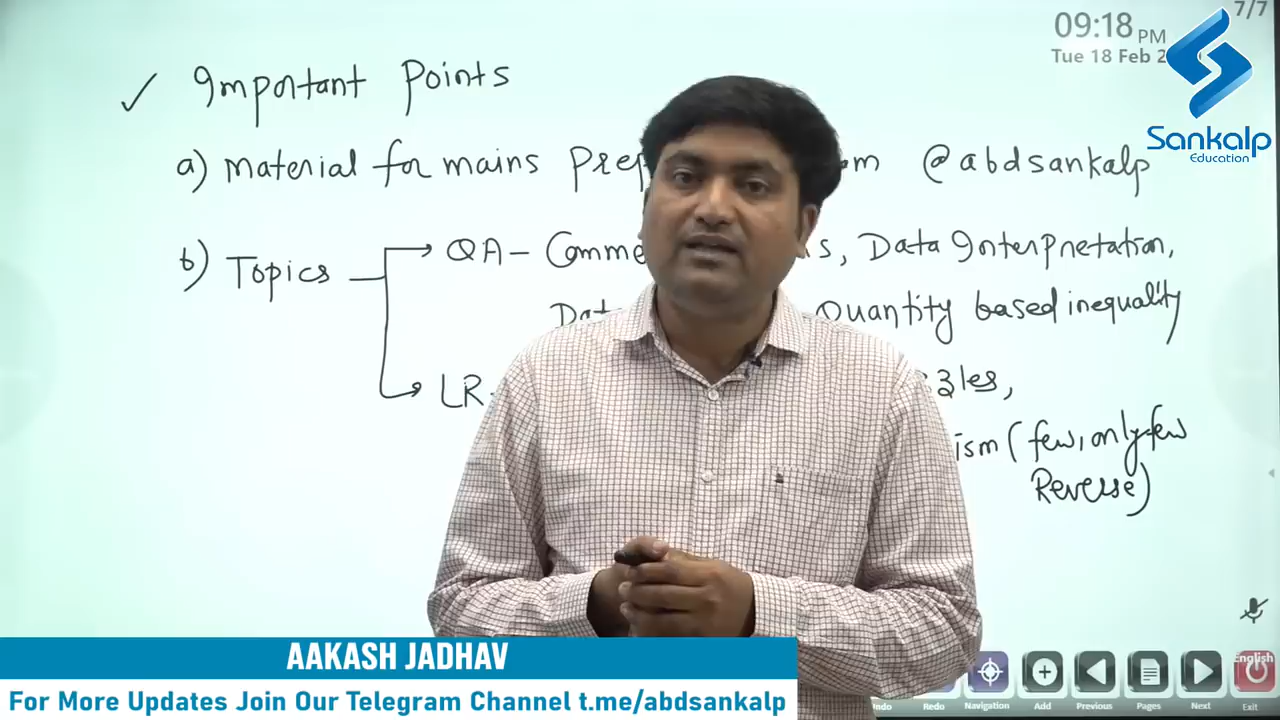 7/7
09:18 PM
Tue 18 Feb 2
Sankalp
Education
✓ Important Points
a) Material for mains Prep @abdsankalp
b) Topics
QA - Comme , Data Interpretation,
Dat Quantity based inequality
LR-
ism (few, only few
Reverse)
AAKASH JADHAV
For More Updates Join Our Telegram Channel t.me/abdsankalp
Undo Redo Navigation Add Previous Pages Next Exit
English